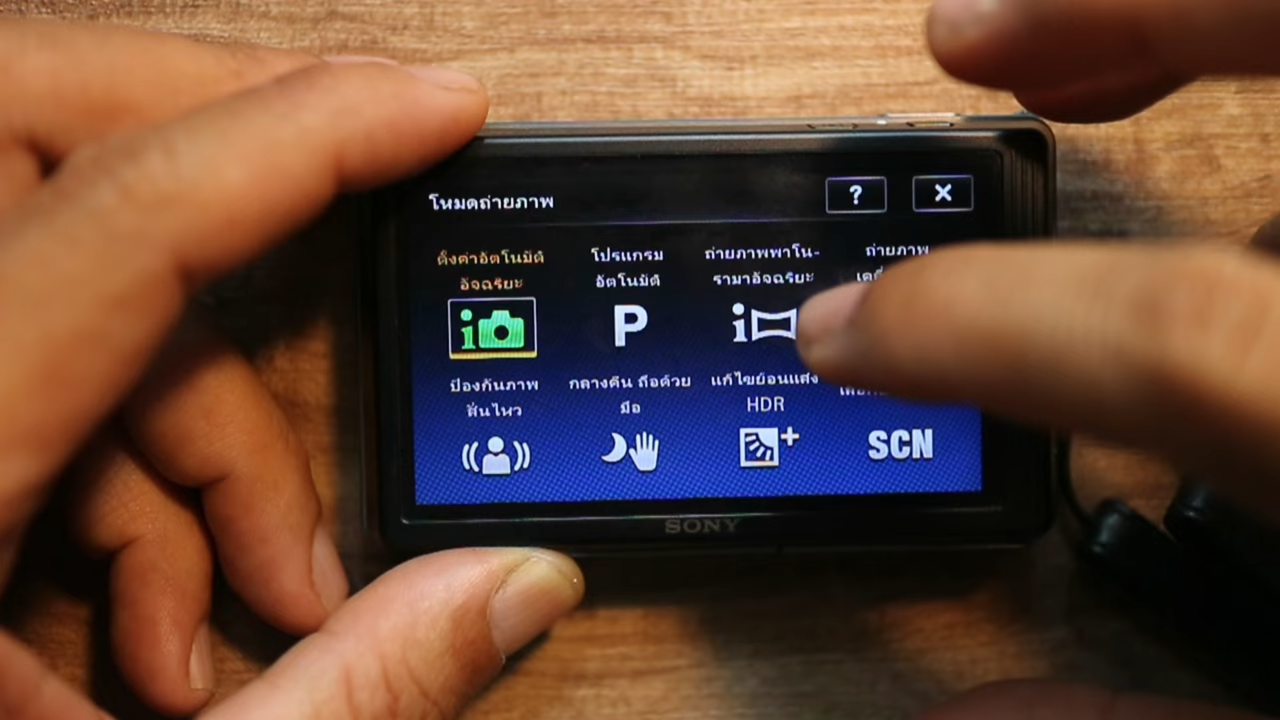 โหมดถ่ายภาพ
?
✕
ตั้งค่าอัตโนมัติ
อัจฉริยะ
โปรแกรม
อัตโนมัติ
ถ่ายภาพพาโน-
รามาอัจฉริยะ
ถ่ายภาพ
i
P
i
ป้องกันภาพ
สั่นไหว
กลางคืน ถือด้วย
มือ
แก้ไขย้อนแสง
HDR
SCN
SONY